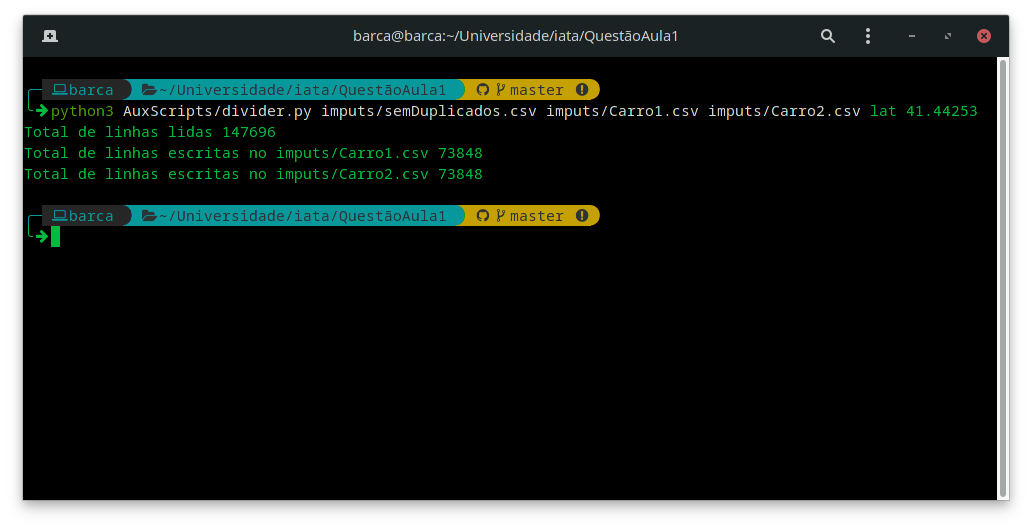 barca@barca:~/Universidade/iata/QuestãoAula1
barca ~/Universidade/iata/QuestãoAula1 master
python3 AuxScripts/divider.py imputs/semDuplicados.csv imputs/Carro1.csv imputs/Carro2.csv lat 41.44253
Total de linhas lidas 147696
Total de linhas escritas no imputs/Carro1.csv 73848
Total de linhas escritas no imputs/Carro2.csv 73848
barca ~/Universidade/iata/QuestãoAula1 master